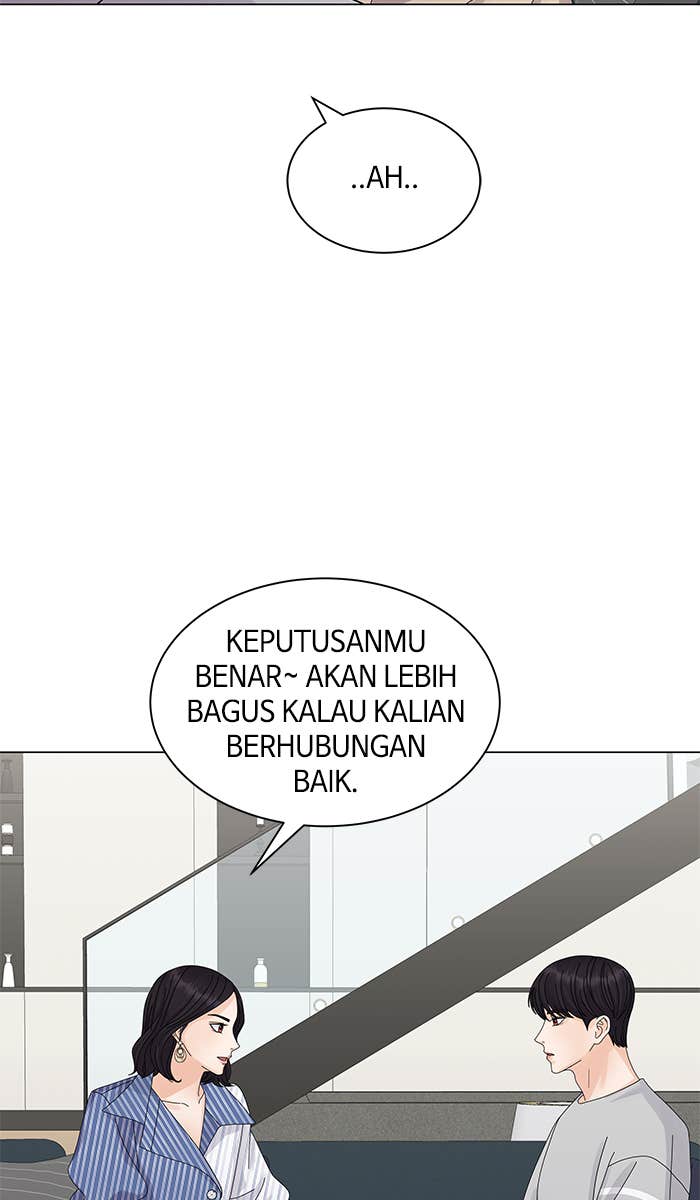 ..AH..
KEPUTUSANMU
BENAR~ AKAN LEBIH
BAGUS KALAU KALIAN
BERHUBUNGAN
BAIK.